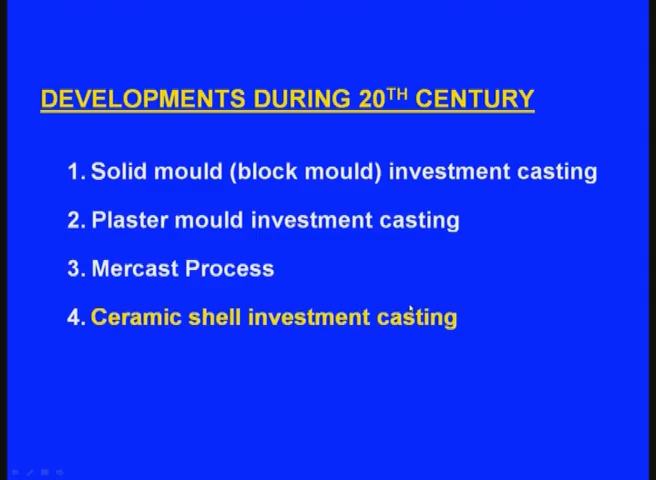 DEVELOPMENTS DURING 20TH CENTURY
1. Solid mould (block mould) investment casting
2. Plaster mould investment casting
3. Mercast Process
4. Ceramic shell investment casting